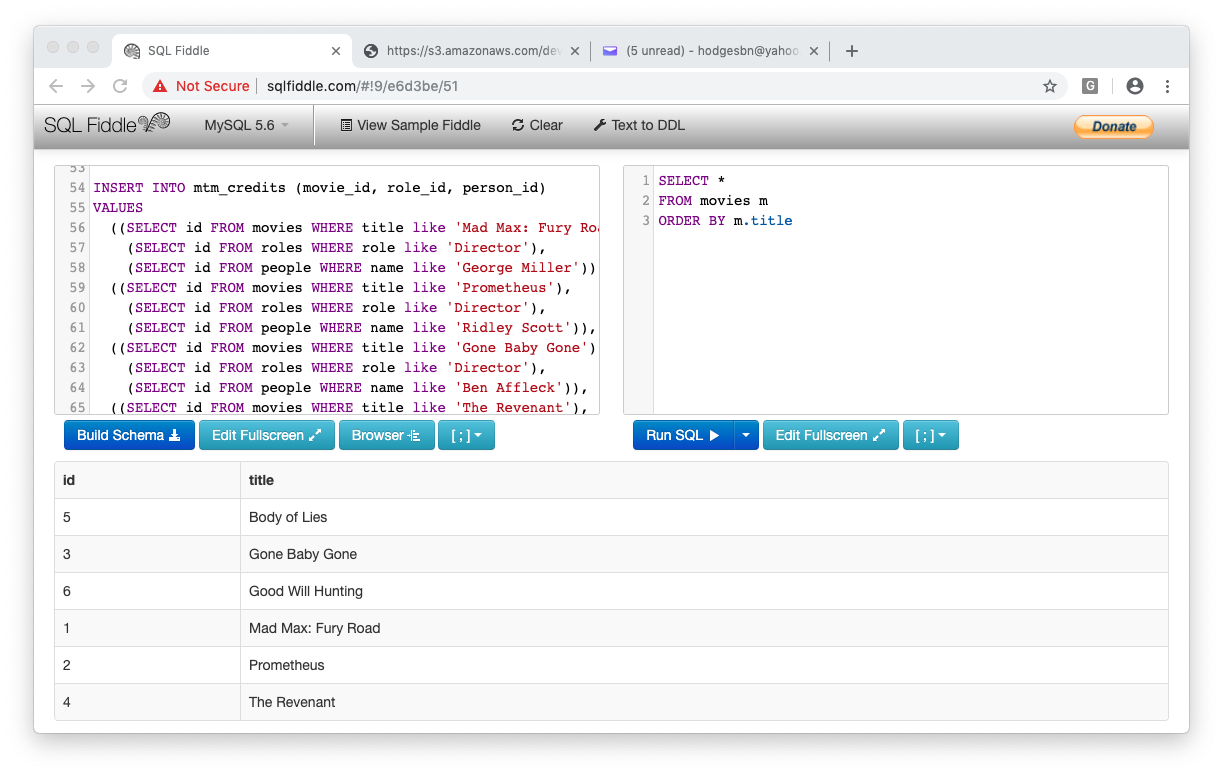 SQL Fiddle
https://s3.amazonaws.com/dev
(5 unread) - hodgesbn@yahoo
Not Secure
sqlfiddle.com/#!9/e6d3be/51
G
SQL Fiddle
MySQL 5.6
View Sample Fiddle
Clear
Text to DDL
Donate
53
54 INSERT INTO mtm_credits (movie_id, role_id, person_id)
55 VALUES
56 ((SELECT id FROM movies WHERE title like 'Mad Max: Fury Roa
57 (SELECT id FROM roles WHERE role like 'Director'),
58 (SELECT id FROM people WHERE name like 'George Miller'))
59 ((SELECT id FROM movies WHERE title like 'Prometheus'),
60 (SELECT id FROM roles WHERE role like 'Director'),
61 (SELECT id FROM people WHERE name like 'Ridley Scott')),
62 ((SELECT id FROM movies WHERE title like 'Gone Baby Gone')
63 (SELECT id FROM roles WHERE role like 'Director'),
64 (SELECT id FROM people WHERE name like 'Ben Affleck')),
65 ((SELECT id FROM movies WHERE title like 'The Revenant'),
1 SELECT *
2 FROM movies m
3 ORDER BY m.title
Build Schema
Edit Fullscreen
Browser
[ ; ]
Run SQL
Edit Fullscreen
[ ; ]
id title
5 Body of Lies
3 Gone Baby Gone
6 Good Will Hunting
1 Mad Max: Fury Road
2 Prometheus
4 The Revenant